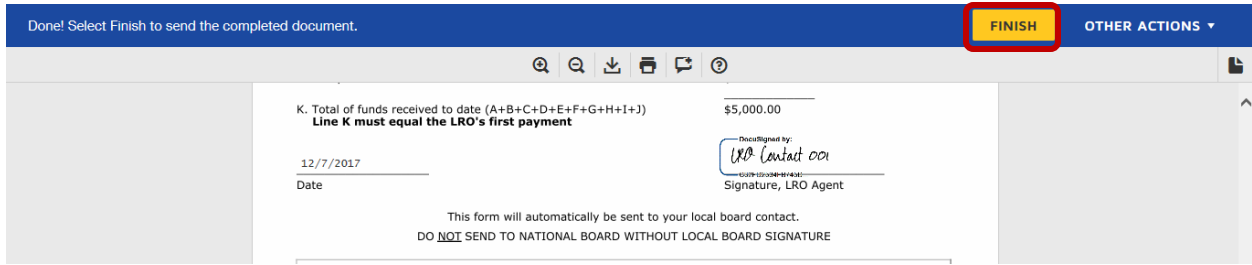 Done! Select Finish to send the completed document.
FINISH
OTHER ACTIONS
K. Total of funds received to date (A+B+C+D+E+F+G+H+I+J)
$5,000.00
Line K must equal the LRO's first payment
DocuSigned by:
LRO Contact 001
12/7/2017
Date
Signature, LRO Agent
This form will automatically be sent to your local board contact.
DO NOT SEND TO NATIONAL BOARD WITHOUT LOCAL BOARD SIGNATURE